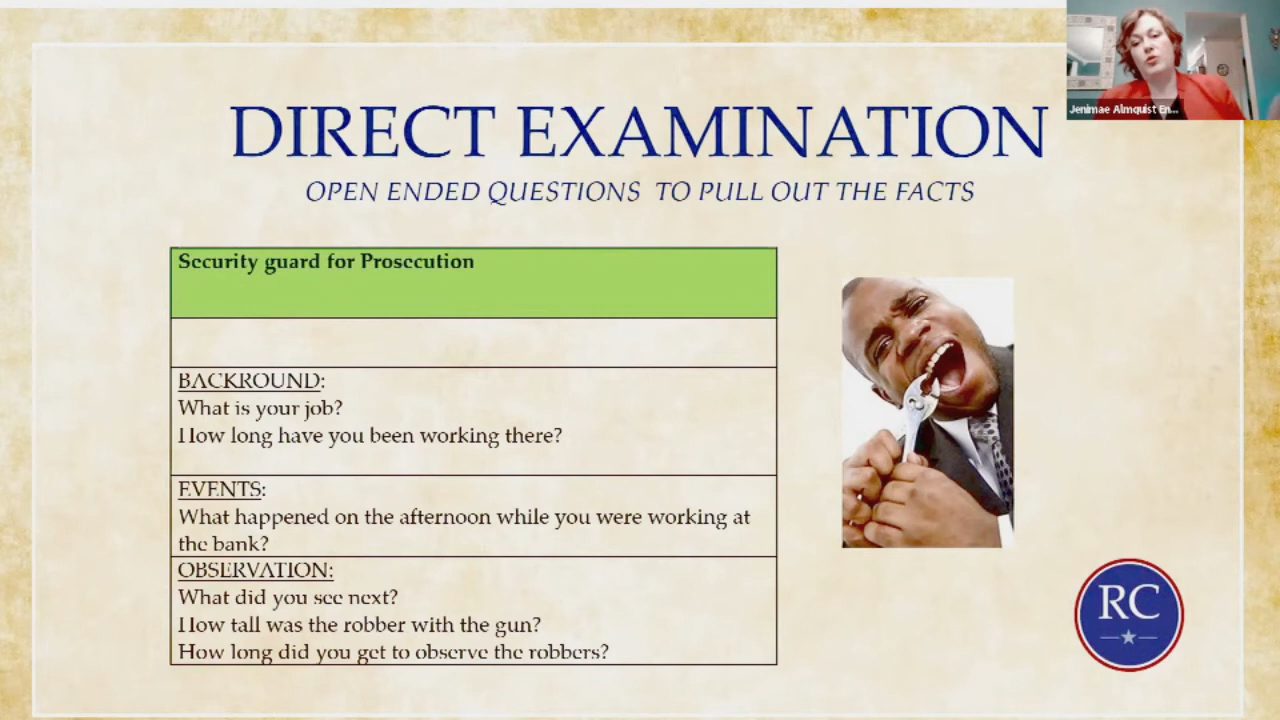 Jenimae Almquist En...
DIRECT EXAMINATION
OPEN ENDED QUESTIONS TO PULL OUT THE FACTS
Security guard for Prosecution
BACKROUND:
What is your job?
How long have you been working there?
EVENTS:
What happened on the afternoon while you were working at
the bank?
OBSERVATION:
What did you see next?
How tall was the robber with the gun?
How long did you get to observe the robbers?
RC